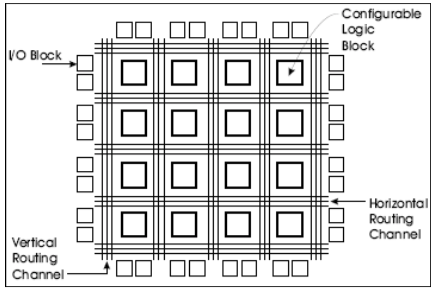 Configurable
Logic
Block
I/O Block
Horizontal
Routing
Channel
Vertical
Routing
Channel